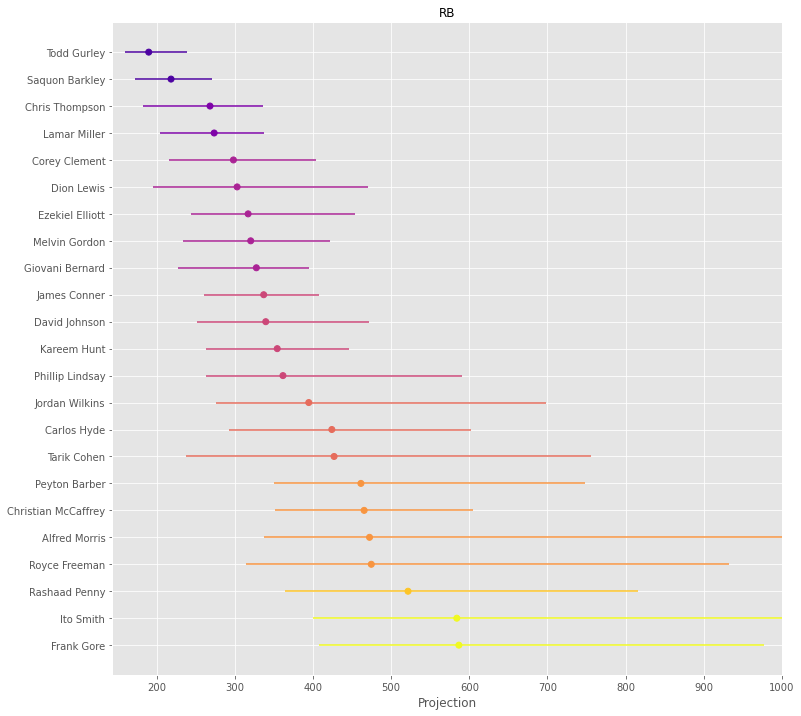 RB
Todd Gurley
Saquon Barkley
Chris Thompson
Lamar Miller
Corey Clement
Dion Lewis
Ezekiel Elliott
Melvin Gordon
Giovani Bernard
James Conner
David Johnson
Kareem Hunt
Phillip Lindsay
Jordan Wilkins
Carlos Hyde
Tarik Cohen
Peyton Barber
Christian McCaffrey
Alfred Morris
Royce Freeman
Rashaad Penny
Ito Smith
Frank Gore
200 300 400 500 600 700 800 900 1000
Projection